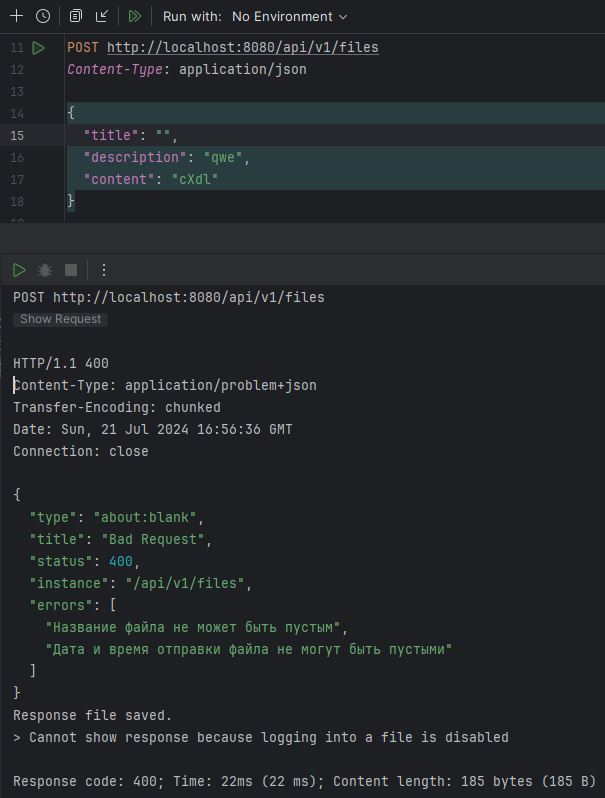 Run with: No Environment
11 POST http://localhost:8080/api/v1/files
12 Content-Type: application/json
13
14 {
15 "title": "",
16 "description": "qwe",
17 "content": "cXdl"
18 }
POST http://localhost:8080/api/v1/files
Show Request
HTTP/1.1 400
Content-Type: application/problem+json
Transfer-Encoding: chunked
Date: Sun, 21 Jul 2024 16:56:36 GMT
Connection: close
{
"type": "about:blank",
"title": "Bad Request",
"status": 400,
"instance": "/api/v1/files",
"errors": [
"Название файла не может быть пустым",
"Дата и время отправки файла не могут быть пустыми"
]
}
Response file saved.
> Cannot show response because logging into a file is disabled
Response code: 400; Time: 22ms (22 ms); Content length: 185 bytes (185 B)